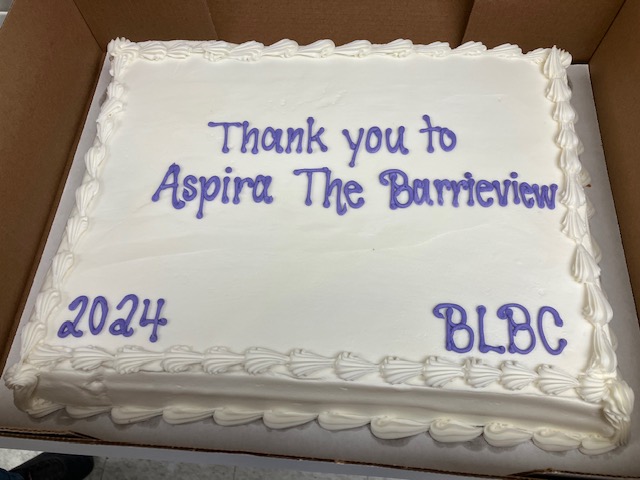 Thank you to
Aspira The Barrieview
2024 BLBC